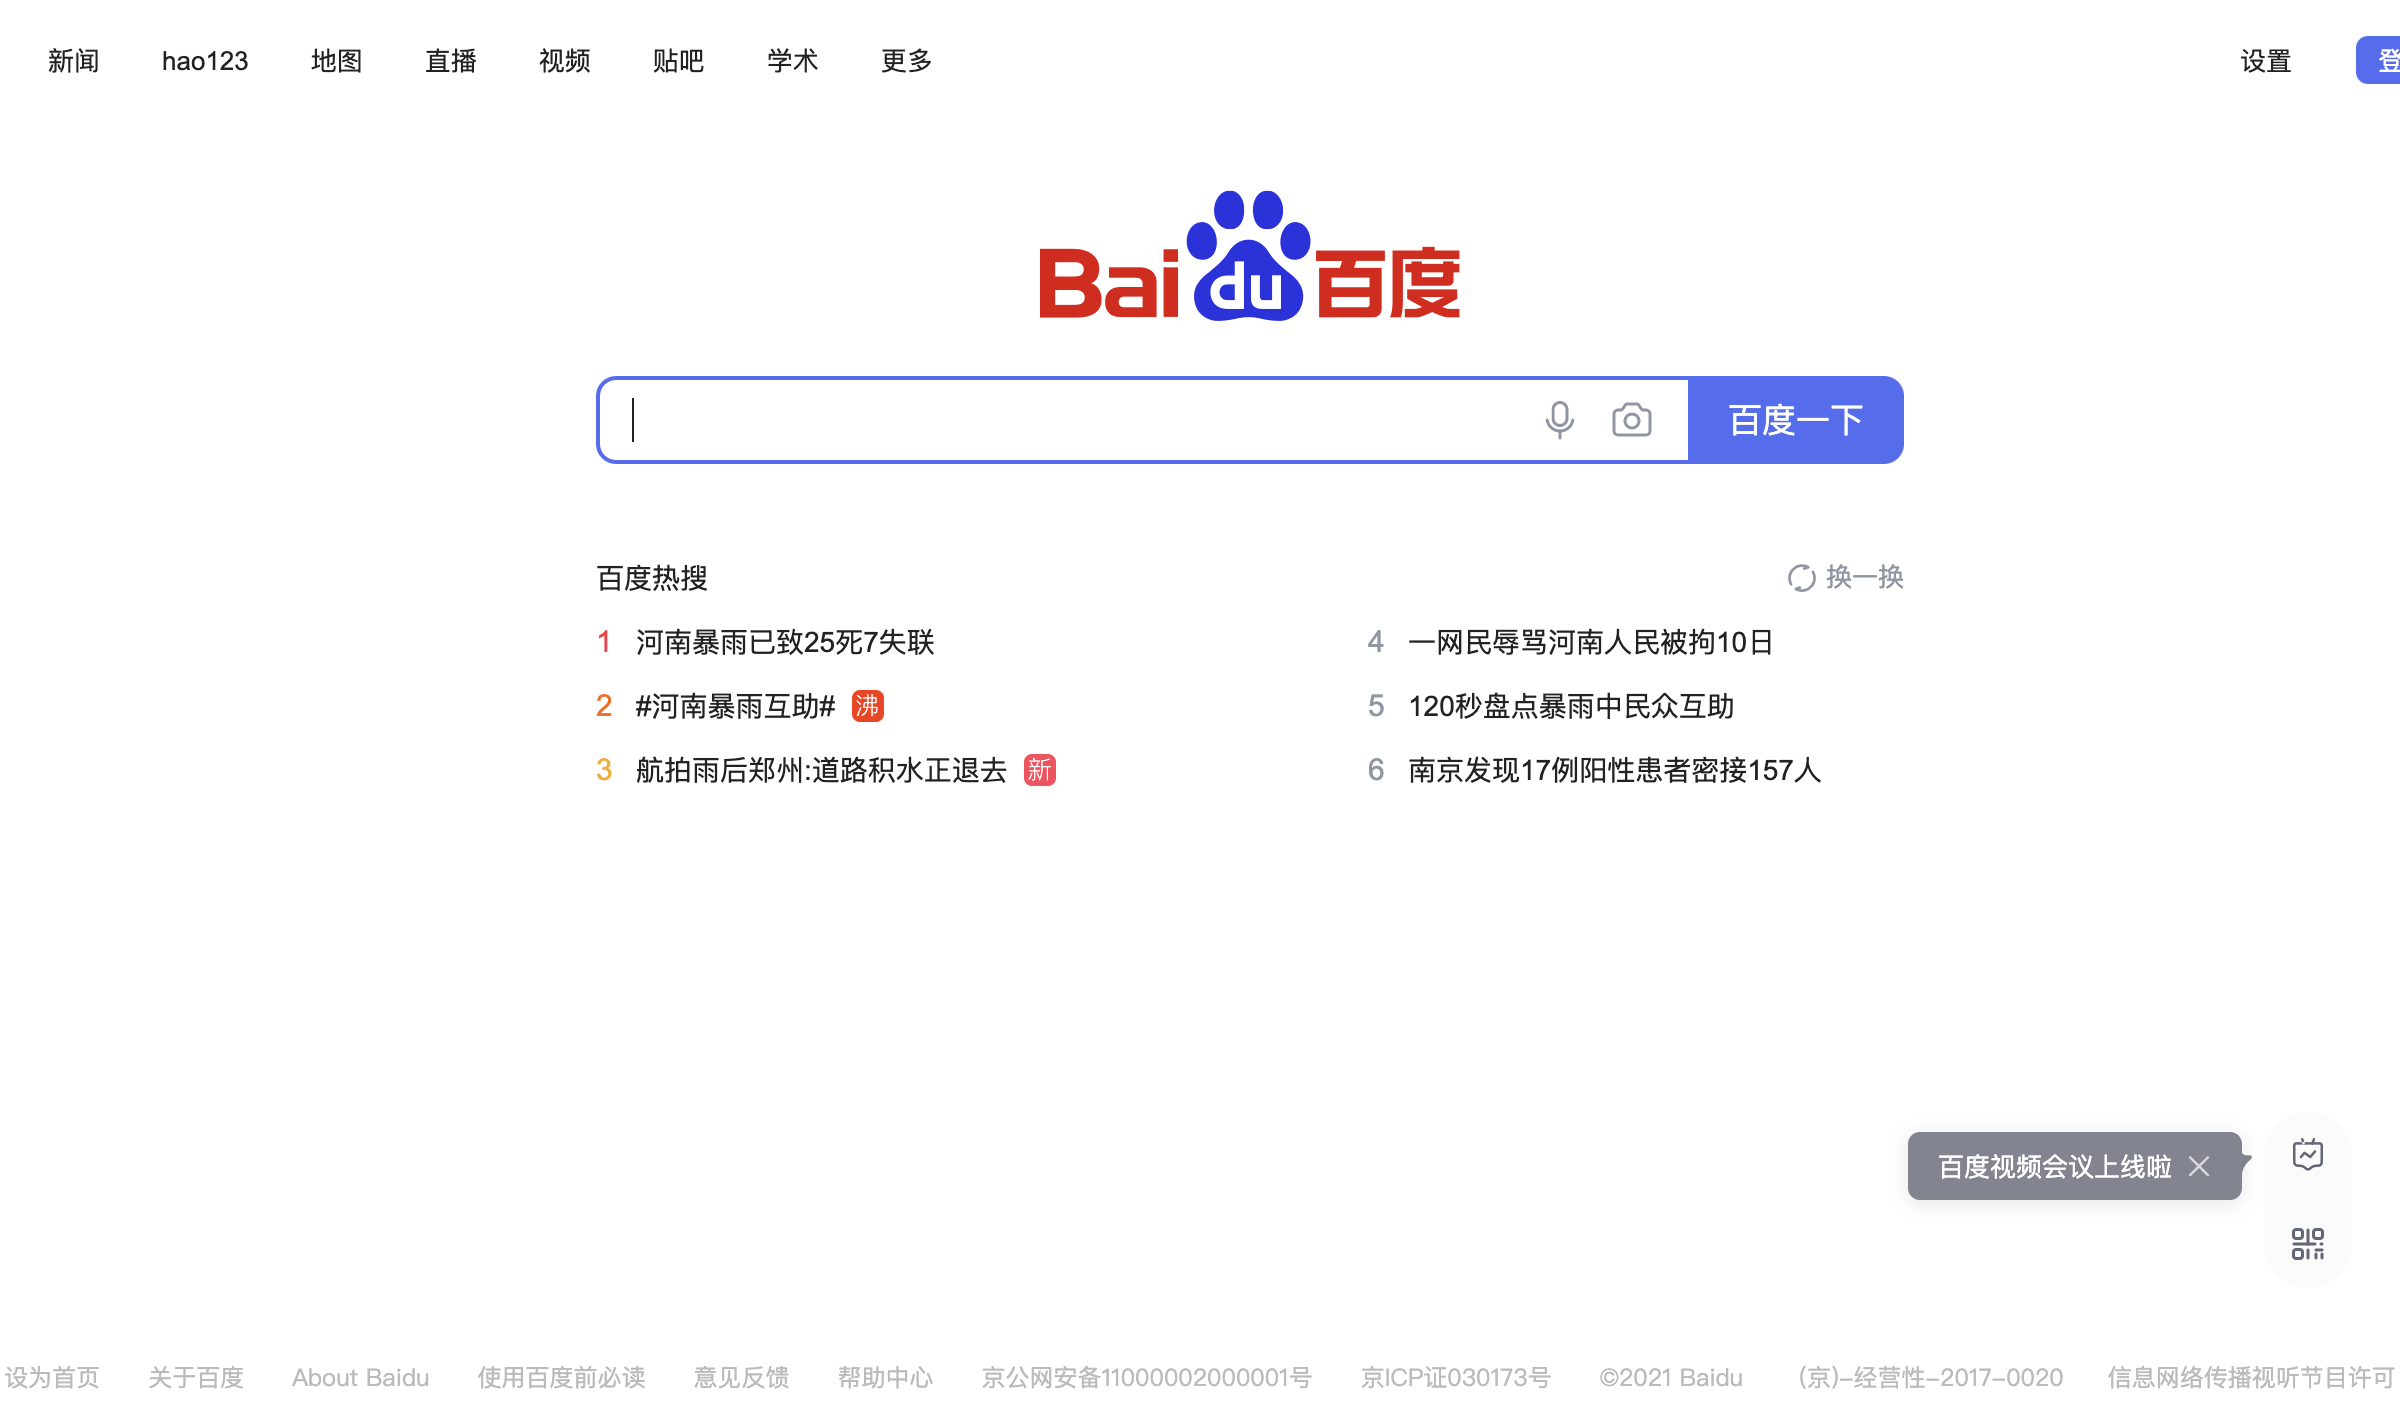 新闻 hao123 地图 直播 视频 贴吧 学术 更多 设置 登
Bai du 百度
百度一下
百度热搜 换一换
1 河南暴雨已致25死7失联
2 #河南暴雨互助# 沸
3 航拍雨后郑州:道路积水正退去 新
4 一网民辱骂河南人民被拘10日
5 120秒盘点暴雨中民众互助
6 南京发现17例阳性患者密接157人
百度视频会议上线啦
设为首页 关于百度 About Baidu 使用百度前必读 意见反馈 帮助中心 京公网安备11000002000001号 京ICP证030173号 ©2021 Baidu (京)-经营性-2017-0020 信息网络传播视听节目许可